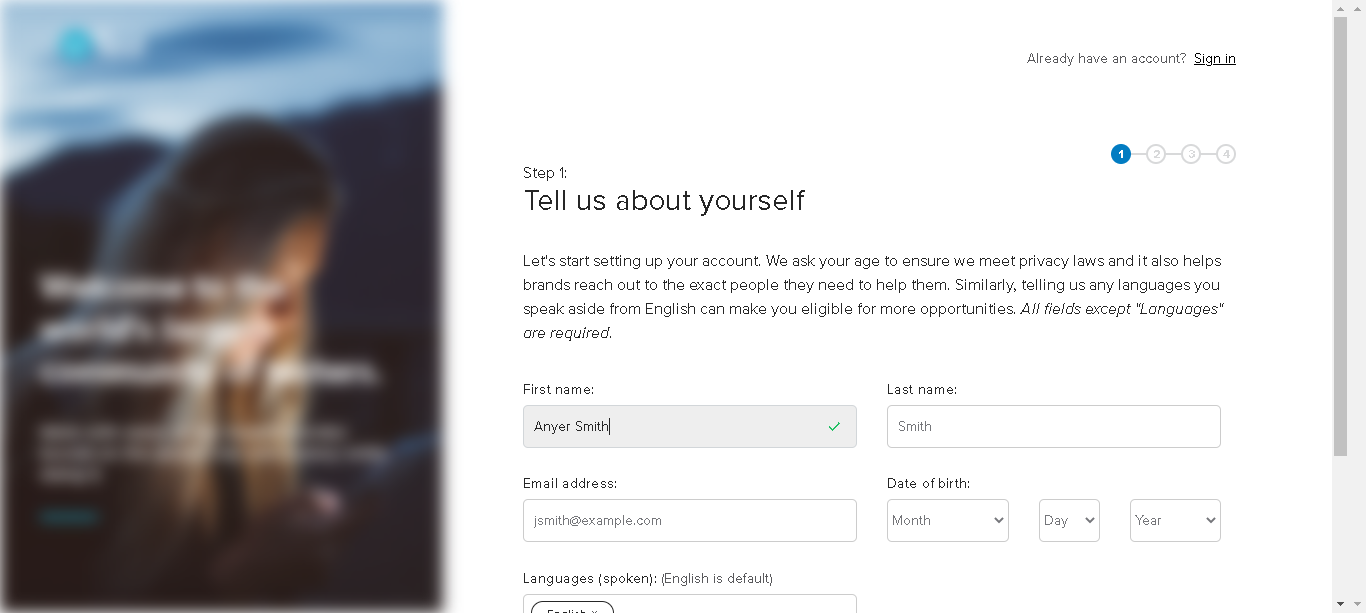 Already have an account? Sign in
1 2 3 4
Step 1:
Tell us about yourself
Let's start setting up your account. We ask your age to ensure we meet privacy laws and it also helps
brands reach out to the exact people they need to help them. Similarly, telling us any languages you
speak aside from English can make you eligible for more opportunities. All fields except "Languages"
are required.
First name: Last name:
Anyer Smith Smith
Email address: Date of birth:
jsmith@example.com Month Day Year
Languages (spoken): (English is default)
English ×
Welcome to the
world's